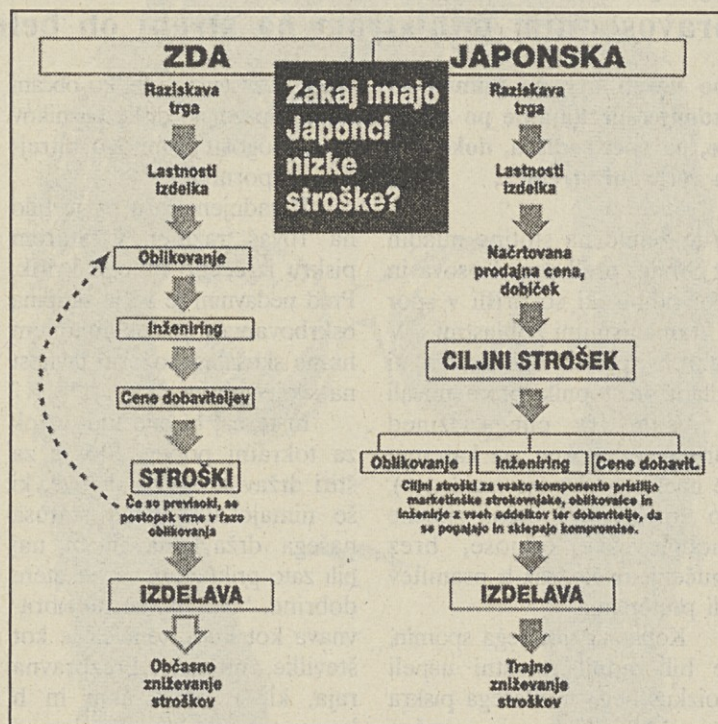 ZDA
Raziskava
trga
Lastnosti
izdelka
Oblikovanje
Inženiring
Cene dobaviteljev
STROŠKI
Če so previsoki, se
postopek vrne v fazo
oblikovanja
IZDELAVA
Občasno
zniževanje
stroškov
Zakaj imajo
Japonci
nizke
stroške?
JAPONSKA
Raziskava
trga
Lastnosti
izdelka
Načrtovana
prodajna cena,
dobiček
CILJNI STROŠEK
Oblikovanje
Inženiring
Cene dobavit.
Ciljni stroški za vsako komponento prisilijo
marketinške strokovnjake, oblikovalce in
inženirje z vseh oddelkov ter dobavitelje, da
se pogajajo in sklepajo kompromise.
IZDELAVA
Trajno
zniževanje
stroškov